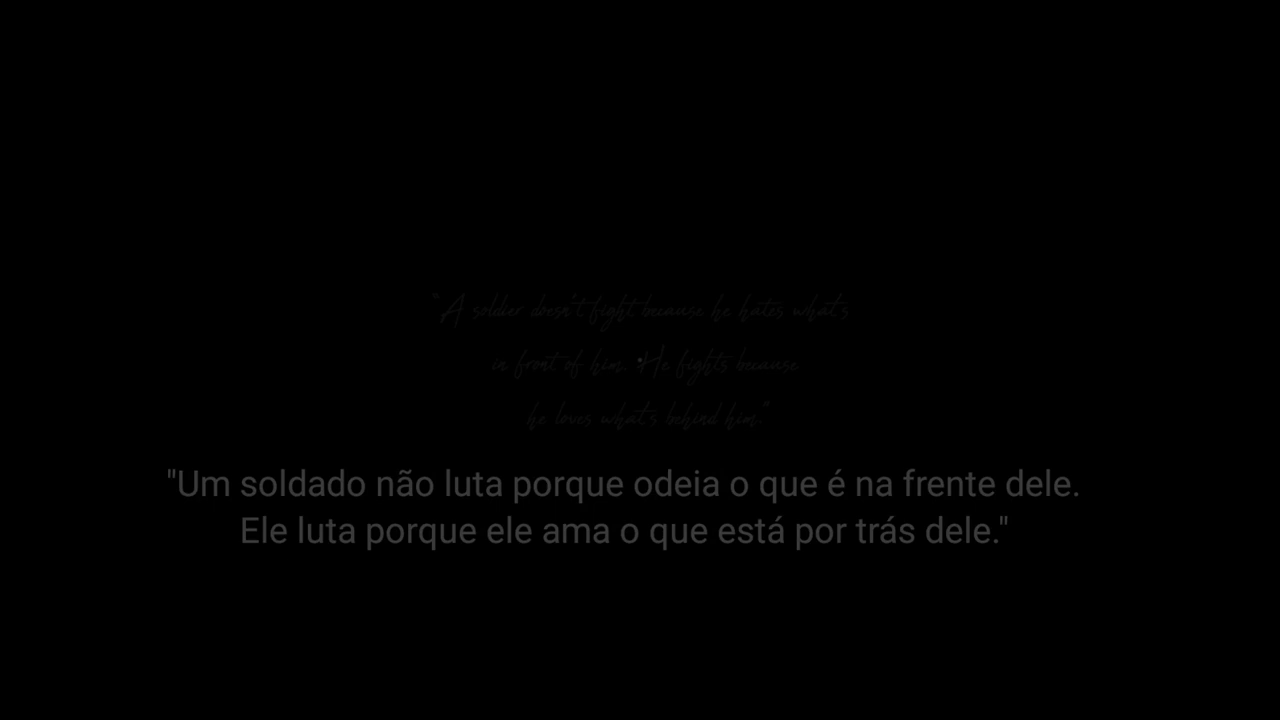 "A soldier doesn't fight because he hates what's
in front of him. He fights because
he loves what's behind him."
"Um soldado não luta porque odeia o que é na frente dele.
Ele luta porque ele ama o que está por trás dele."